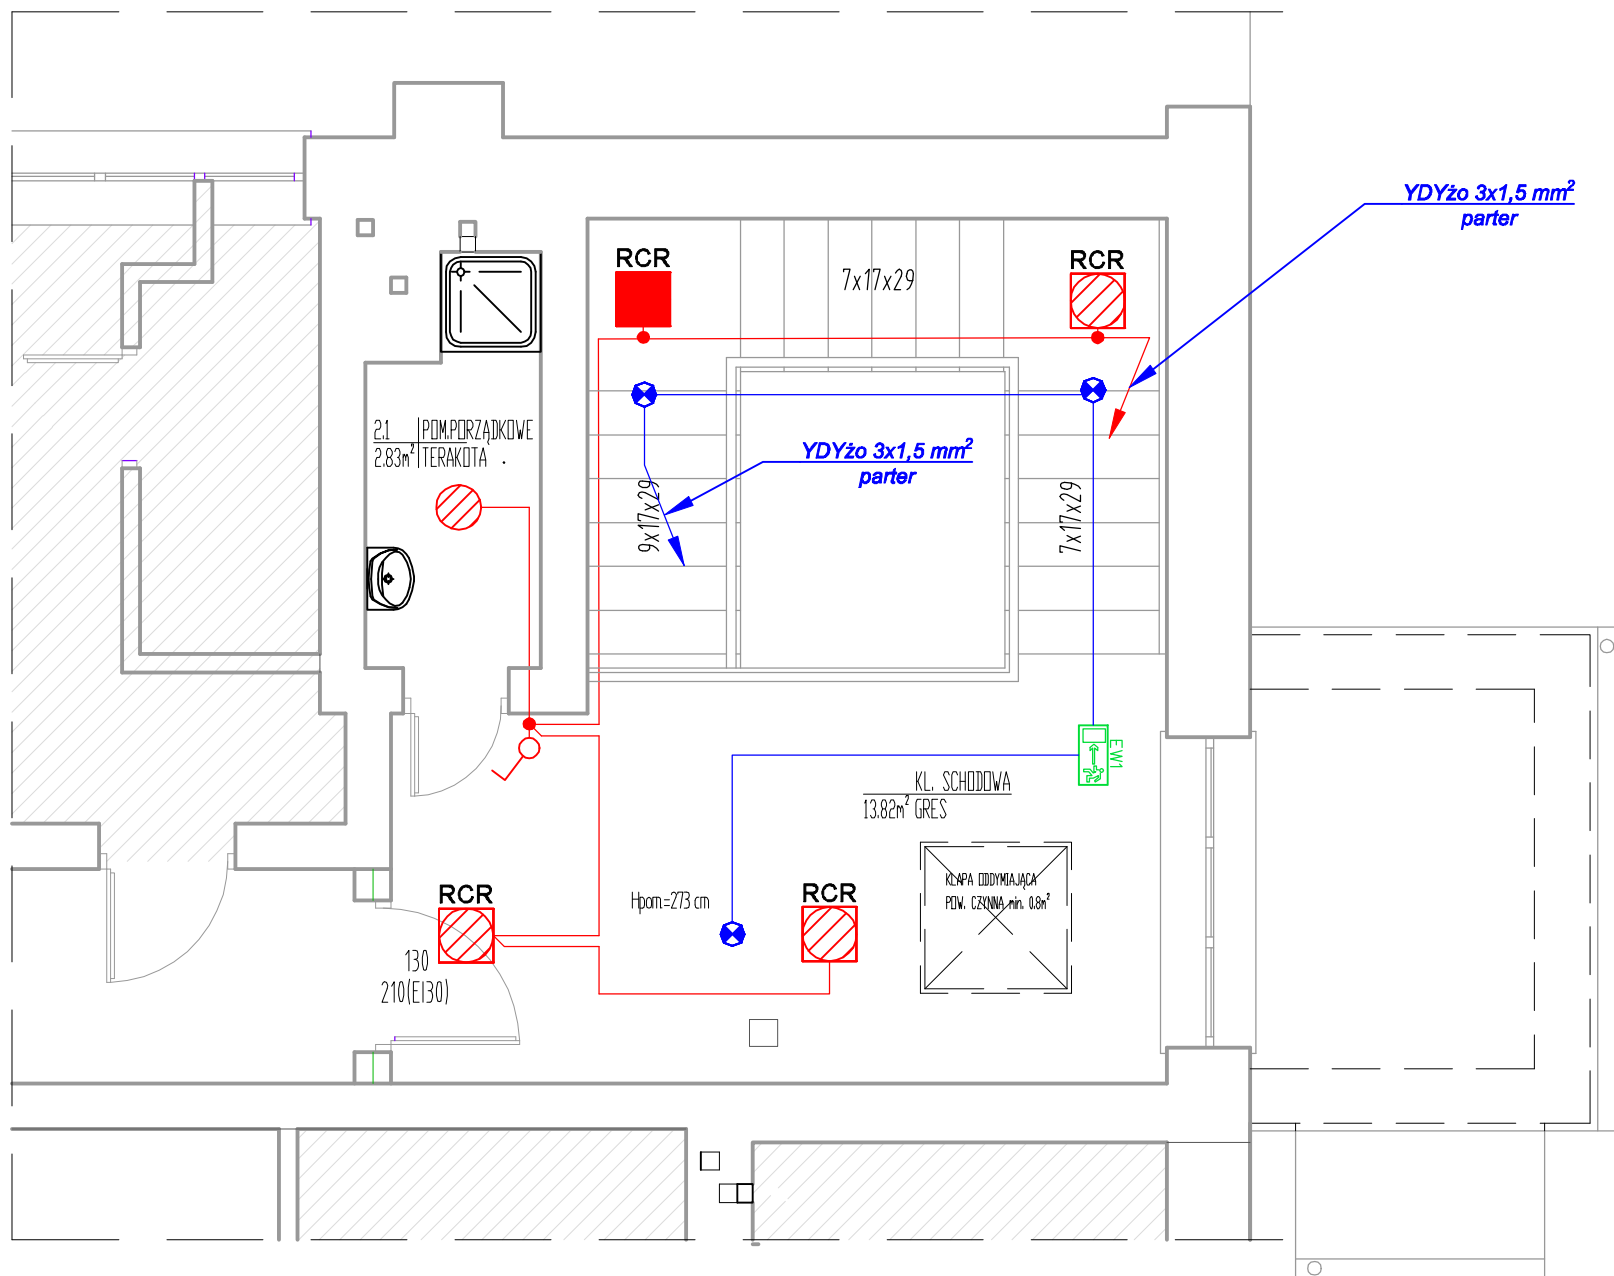 YDYżo 3x1,5 mm²
parter
RCR
7x17x29
RCR
2.1 POM.PORZĄDKOWE
2.83m² TERAKOTA .
YDYżo 3x1,5 mm²
parter
9x17x29
7x17x29
EW1
KL. SCHODOWA
13.82m² GRES
KLAPA ODDYMIAJĄCA
POW. CZYNNA min. 0.8m²
Hpom.=273 cm
RCR
RCR
130
210(EI30)